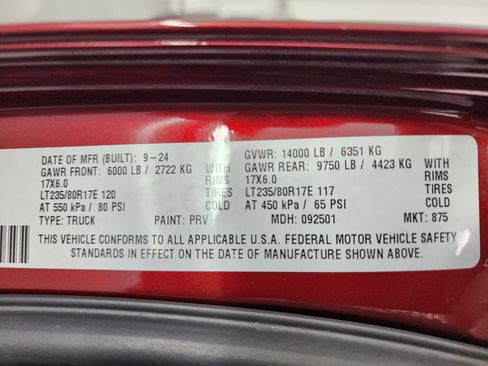 DATE OF MFR (BUILT): 9-24 GVWR: 14000 LB / 6351 KG
GAWR FRONT: 6000 LB / 2722 KG WITH GAWR REAR: 9750 LB / 4423 KG WITH
17X6.0 RIMS 17X6.0 RIMS
LT235/80R17E 120 TIRES LT235/80R17E 117 TIRES
AT 550 kPa / 80 PSI COLD AT 450 kPa / 65 PSI COLD
TYPE: TRUCK PAINT: PRV MDH: 092501 MKT: 875
THIS VEHICLE CONFORMS TO ALL APPLICABLE U.S.A. FEDERAL MOTOR VEHICLE SAFETY
STANDARDS IN EFFECT ON THE DATE OF MANUFACTURE SHOWN ABOVE.